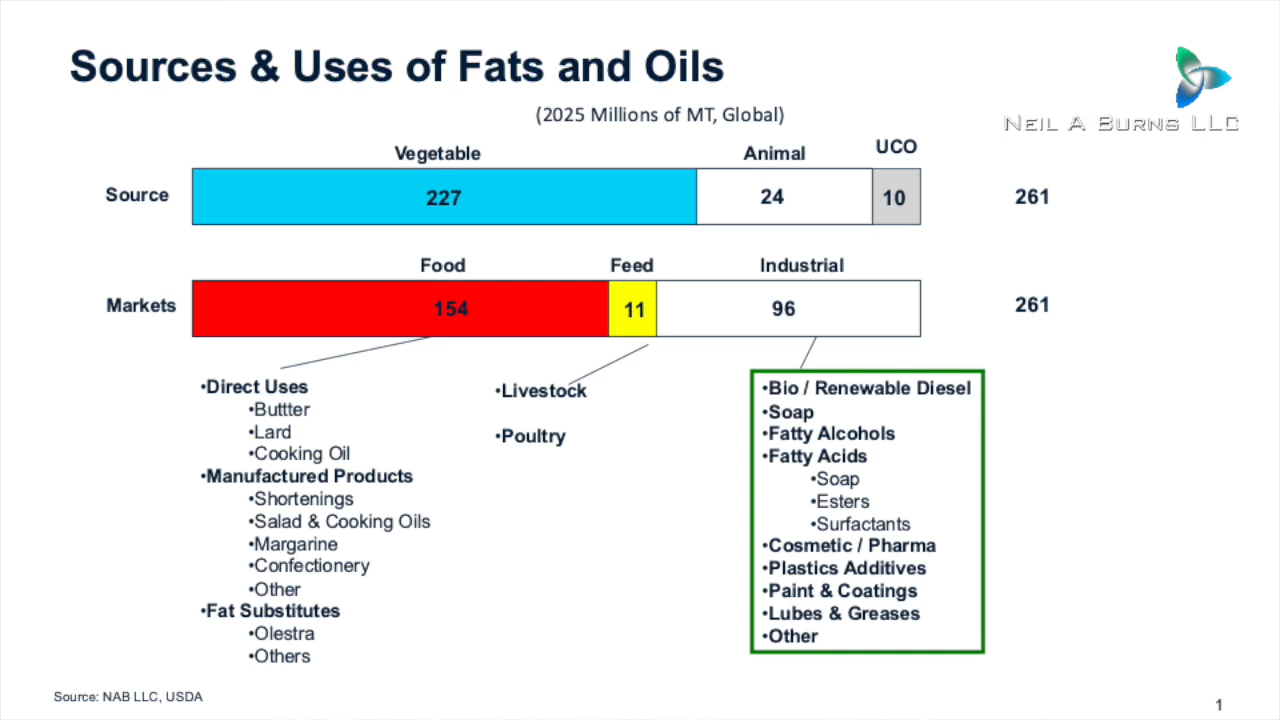 Sources & Uses of Fats and Oils
NEIL A BURNS LLC
(2025 Millions of MT, Global)
Vegetable Animal UCO
Source 227 24 10 261
Food Feed Industrial
Markets 154 11 96 261
•Direct Uses
•Buttter
•Lard
•Cooking Oil
•Manufactured Products
•Shortenings
•Salad & Cooking Oils
•Margarine
•Confectionery
•Other
•Fat Substitutes
•Olestra
•Others
•Livestock
•Poultry
•Bio / Renewable Diesel
•Soap
•Fatty Alcohols
•Fatty Acids
•Soap
•Esters
•Surfactants
•Cosmetic / Pharma
•Plastics Additives
•Paint & Coatings
•Lubes & Greases
•Other
Source: NAB LLC, USDA
1